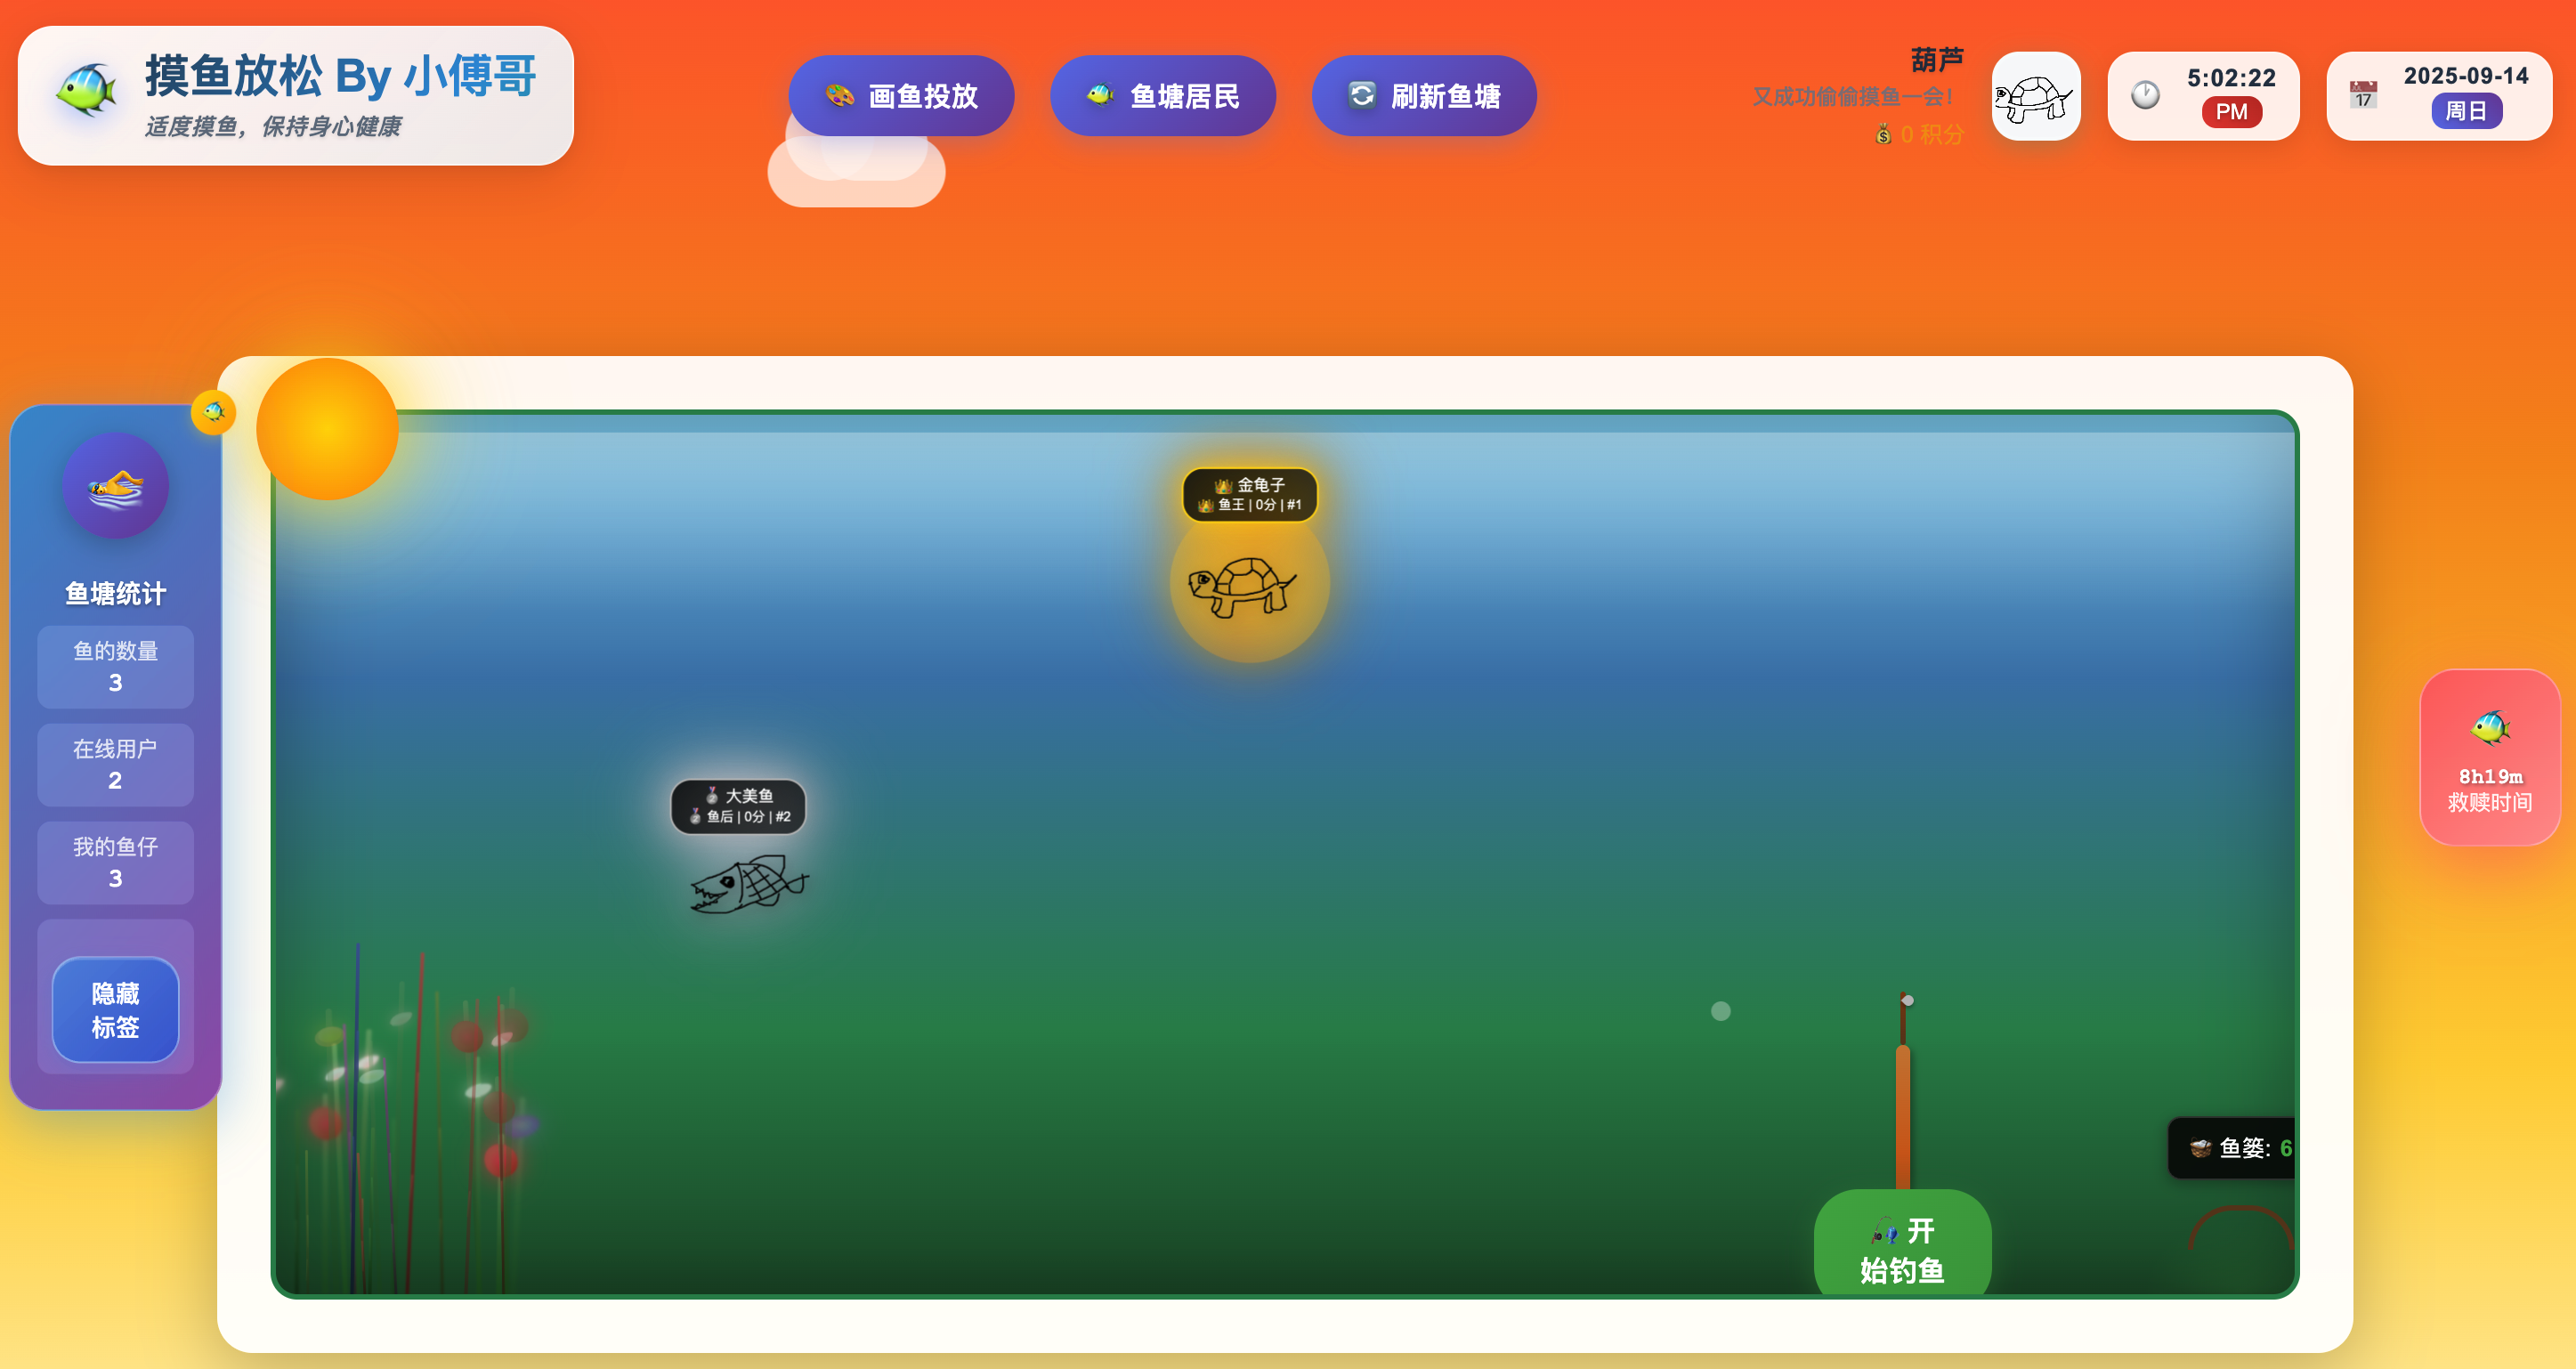 摸鱼放松 By 小傅哥
适度摸鱼，保持身心健康
画鱼投放
鱼塘居民
刷新鱼塘
葫芦
又成功偷偷摸鱼一会！
0 积分
5:02:22
PM
17
2025-09-14
周日
鱼塘统计
鱼的数量
3
在线用户
2
我的鱼仔
3
隐藏
标签
金龟子
鱼王 | 0分 | #1
大美鱼
鱼后 | 0分 | #2
8h19m
救赎时间
鱼篓: 6
开
始钓鱼